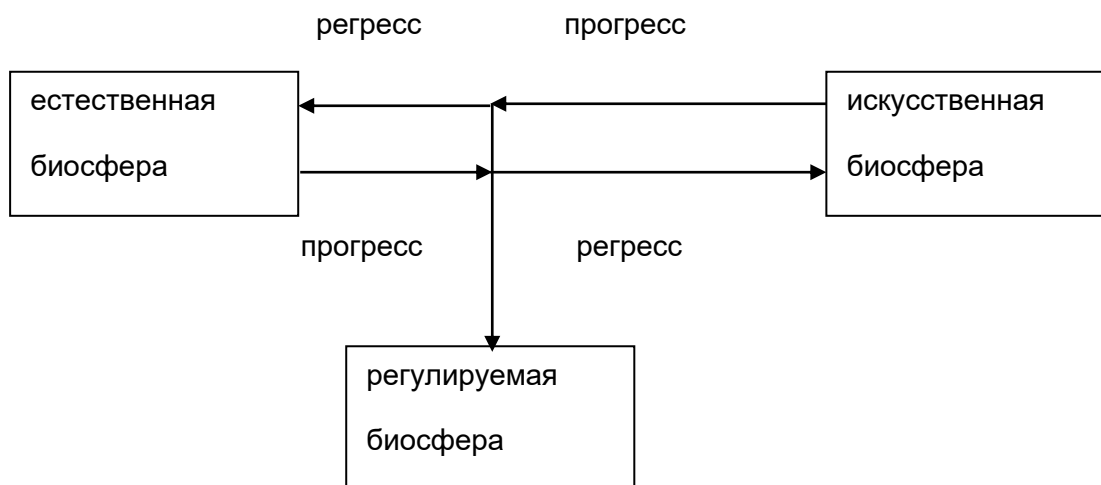 регресс прогресс
естественная
биосфера
искусственная
биосфера
прогресс регресс
регулируемая
биосфера